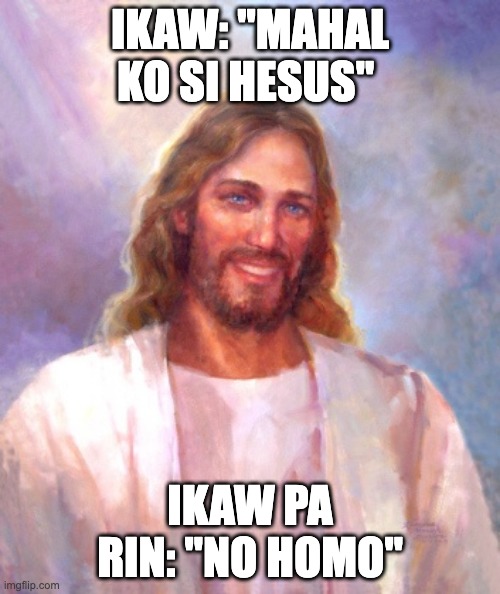 IKAW: "MAHAL
KO SI HESUS"
IKAW PA
RIN: "NO HOMO"
imgflip.com